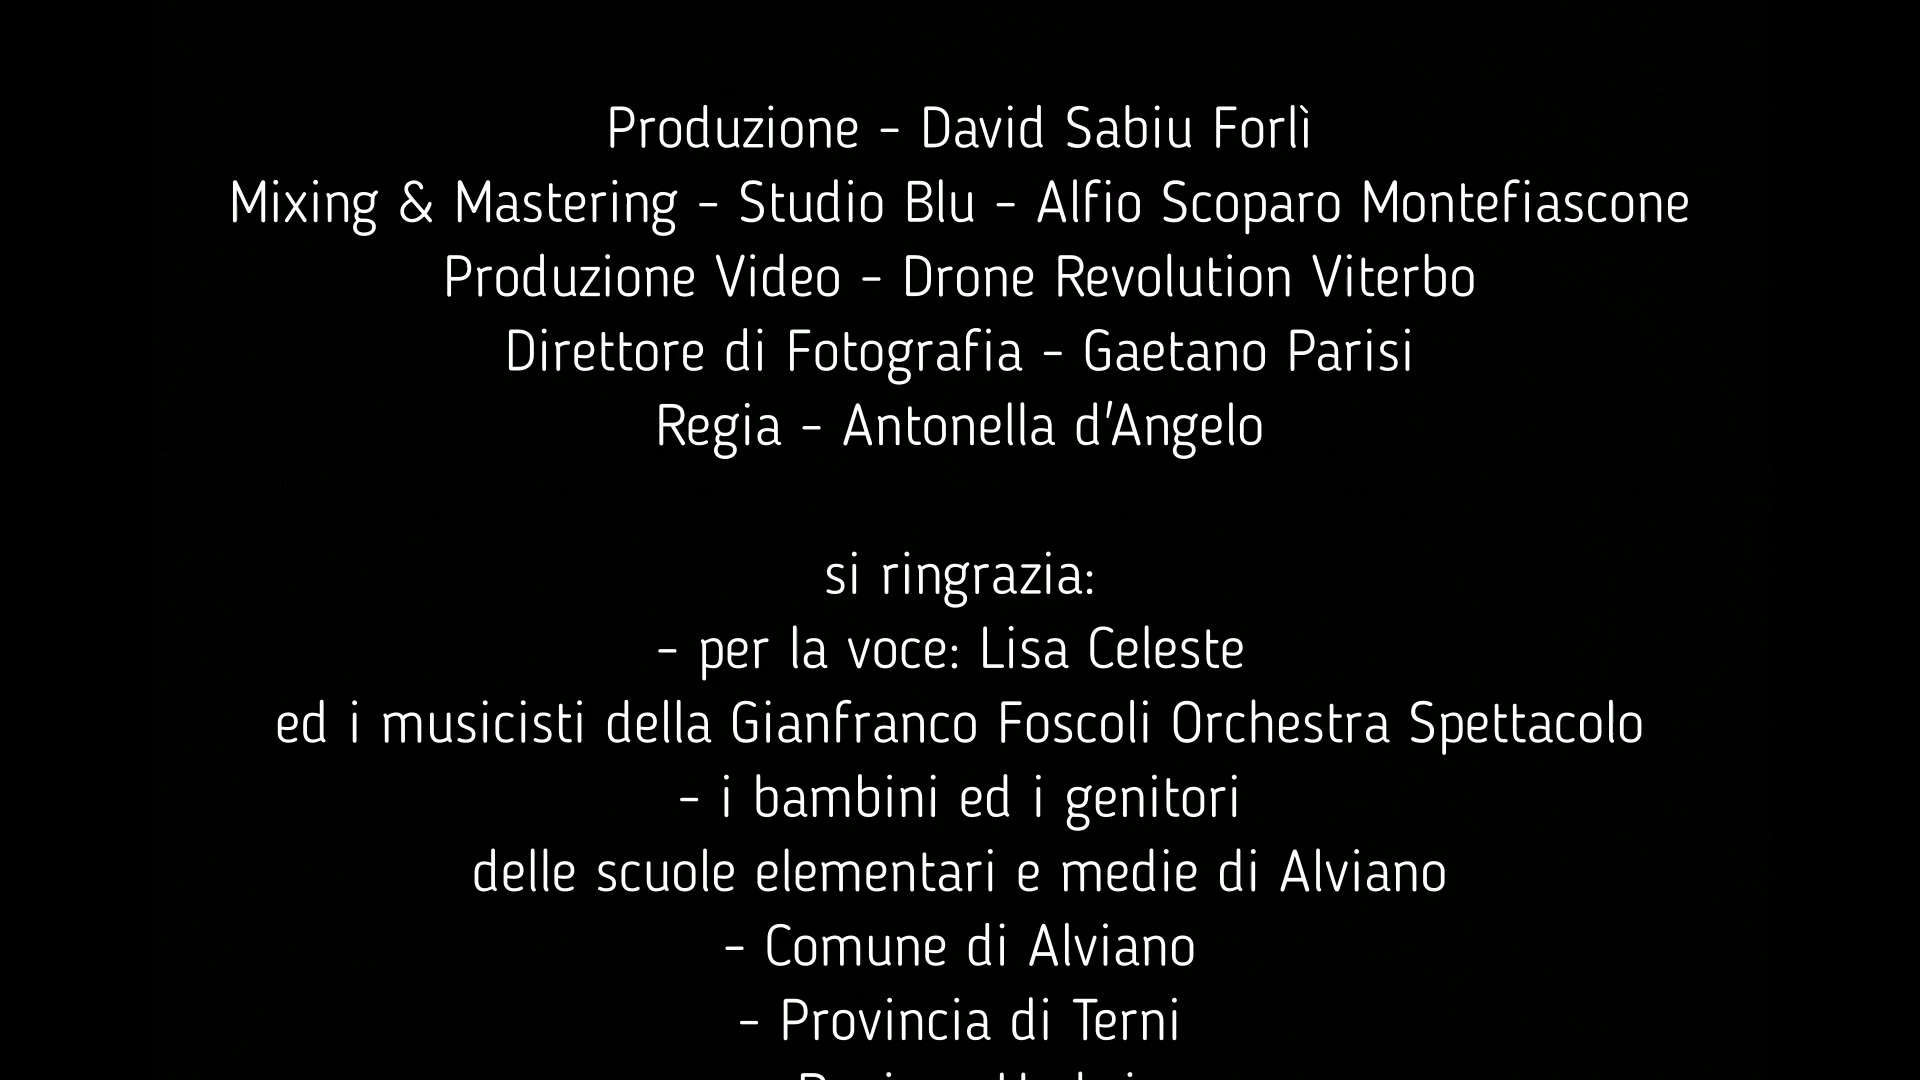 Produzione - David Sabiu Forlì
Mixing & Mastering - Studio Blu - Alfio Scoparo Montefiascone
Produzione Video - Drone Revolution Viterbo
Direttore di Fotografia - Gaetano Parisi
Regia - Antonella d'Angelo
si ringrazia:
- per la voce: Lisa Celeste
ed i musicisti della Gianfranco Foscoli Orchestra Spettacolo
- i bambini ed i genitori
delle scuole elementari e medie di Alviano
- Comune di Alviano
- Provincia di Terni